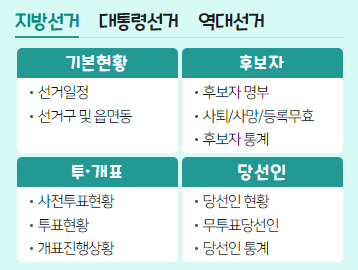 지방선거 대통령선거 역대선거
기본현황
• 선거일정
• 선거구 및 읍면동
후보자
• 후보자 명부
• 사퇴/사망/등록무효
• 후보자 통계
투·개표
• 사전투표현황
• 투표현황
• 개표진행상황
당선인
• 당선인 현황
• 무투표당선인
• 당선인 통계